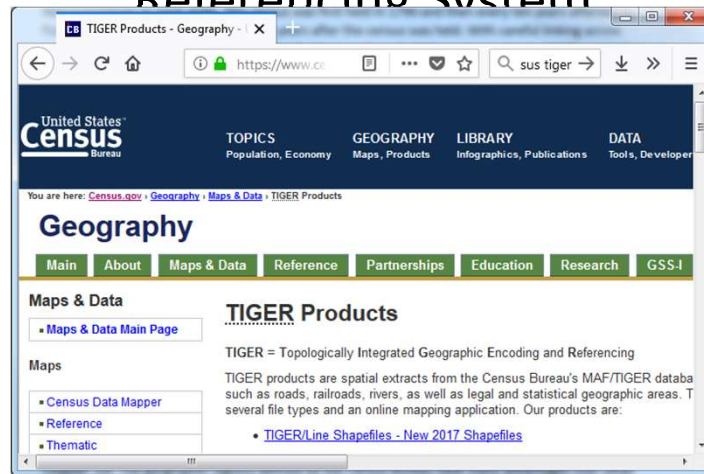 Referencing System
TIGER Products - Geography -
https://www.ce
sus tiger
United States™
Census
Bureau
TOPICS GEOGRAPHY LIBRARY DATA
Population, Economy Maps, Products Infographics, Publications Tools, Developer
You are here: Census.gov › Geography › Maps & Data › TIGER Products
Geography
Main About Maps & Data Reference Partnerships Education Research GSS-I
Maps & Data
Maps & Data Main Page
Maps
Census Data Mapper
Reference
Thematic
TIGER Products
TIGER = Topologically Integrated Geographic Encoding and Referencing
TIGER products are spatial extracts from the Census Bureau's MAF/TIGER databa
such as roads, railroads, rivers, as well as legal and statistical geographic areas. T
several file types and an online mapping application. Our products are:
• TIGER/Line Shapefiles - New 2017 Shapefiles